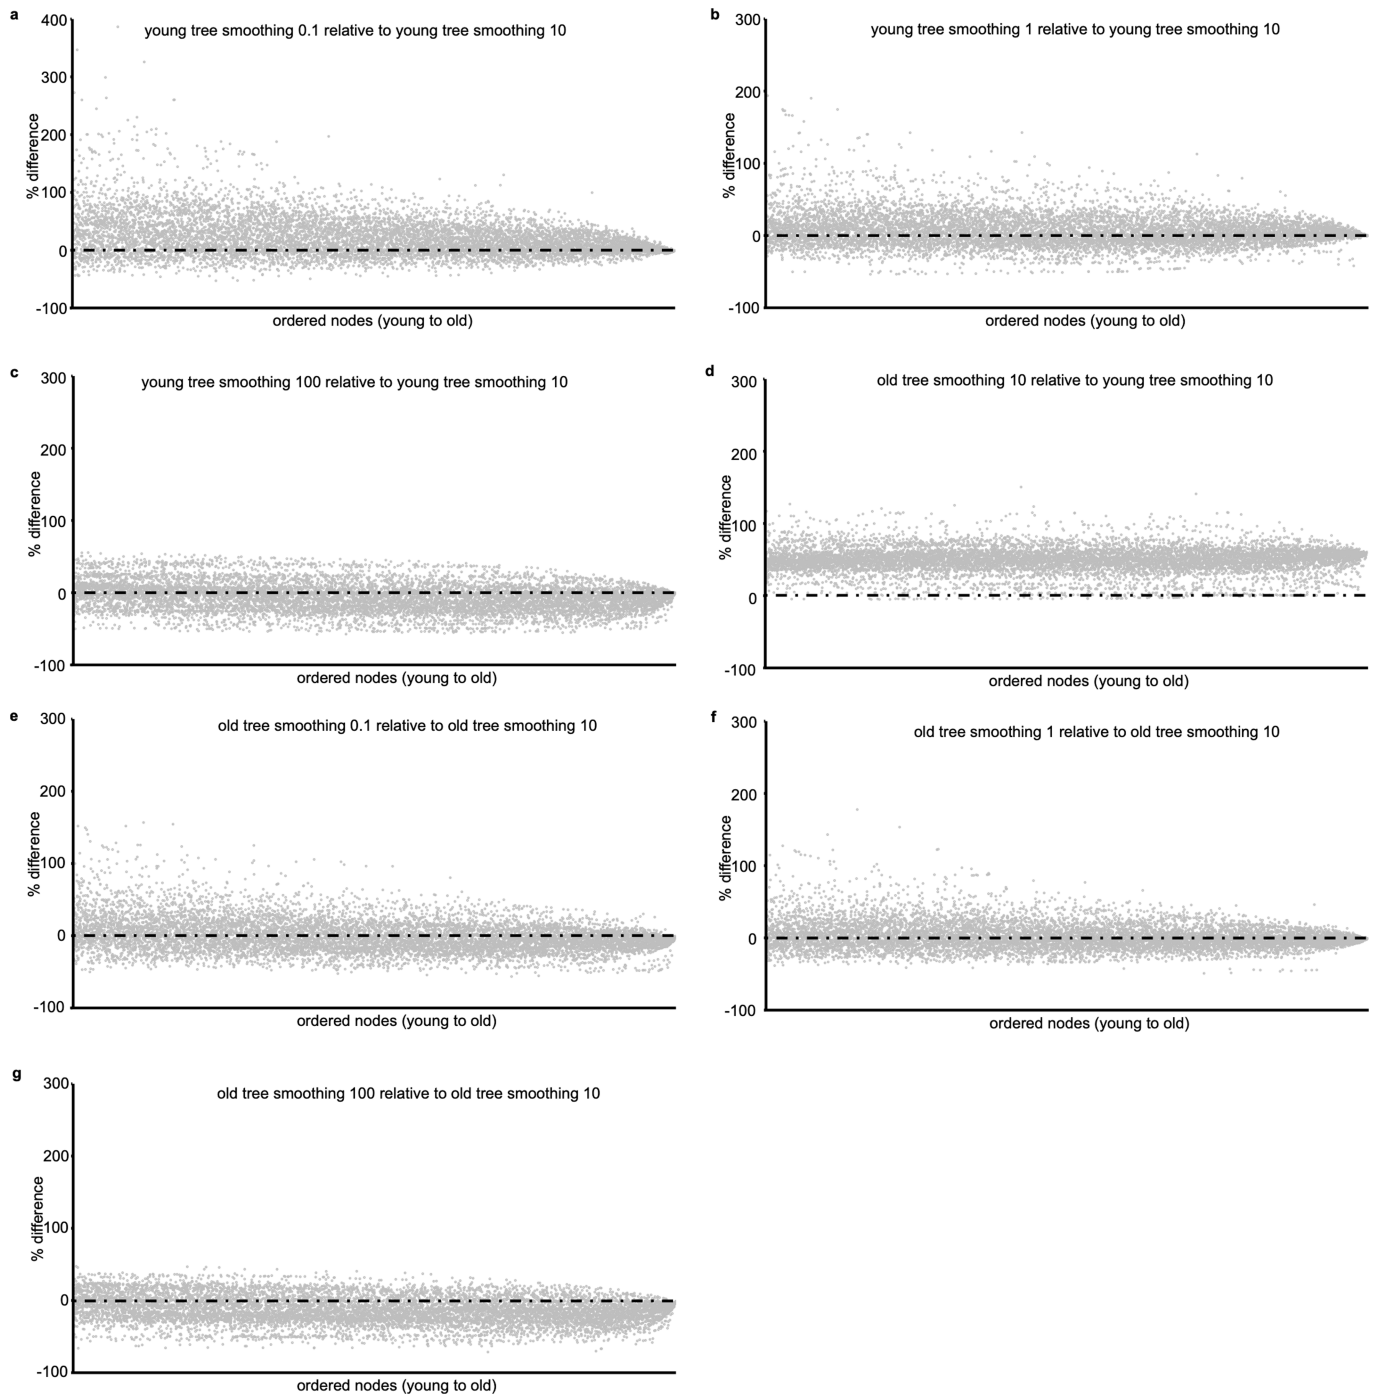 a
young tree smoothing 0.1 relative to young tree smoothing 10
400
300
200
100
0
-100
% difference
ordered nodes (young to old)
b
young tree smoothing 1 relative to young tree smoothing 10
300
200
100
0
-100
% difference
ordered nodes (young to old)
c
young tree smoothing 100 relative to young tree smoothing 10
300
200
100
0
-100
% difference
ordered nodes (young to old)
d
old tree smoothing 10 relative to young tree smoothing 10
300
200
100
0
-100
% difference
ordered nodes (young to old)
e
old tree smoothing 0.1 relative to old tree smoothing 10
300
200
100
0
-100
% difference
ordered nodes (young to old)
f
old tree smoothing 1 relative to old tree smoothing 10
300
200
100
0
-100
% difference
ordered nodes (young to old)
g
old tree smoothing 100 relative to old tree smoothing 10
300
200
100
0
-100
% difference
ordered nodes (young to old)